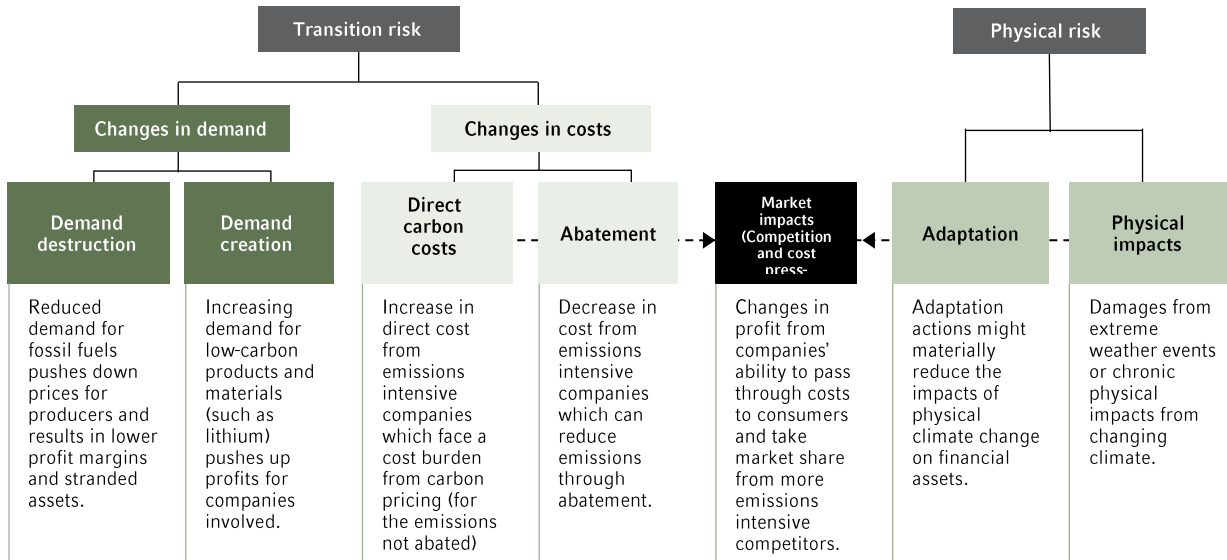 Transition risk
Physical risk
Changes in demand
Changes in costs
Demand
destruction
Demand
creation
Direct
carbon
costs
Abatement
Market
impacts
(Competition
and cost
press-
Adaptation
Physical
impacts
Reduced
demand for
fossil fuels
pushes down
prices for
producers and
results in lower
profit margins
and stranded
assets.
Increasing
demand for
low-carbon
products and
materials
(such as
lithium)
pushes up
profits for
companies
involved.
Increase in
direct cost
from
emissions
intensive
companies
which face a
cost burden
from carbon
pricing (for
the emissions
not abated)
Decrease in
cost from
emissions
intensive
companies
which can
reduce
emissions
through
abatement.
Changes in
profit from
companies’
ability to pass
through costs
to consumers
and take
market share
from more
emissions
intensive
competitors.
Adaptation
actions might
materially
reduce the
impacts of
physical
climate change
on financial
assets.
Damages from
extreme
weather events
or chronic
physical
impacts from
changing
climate.